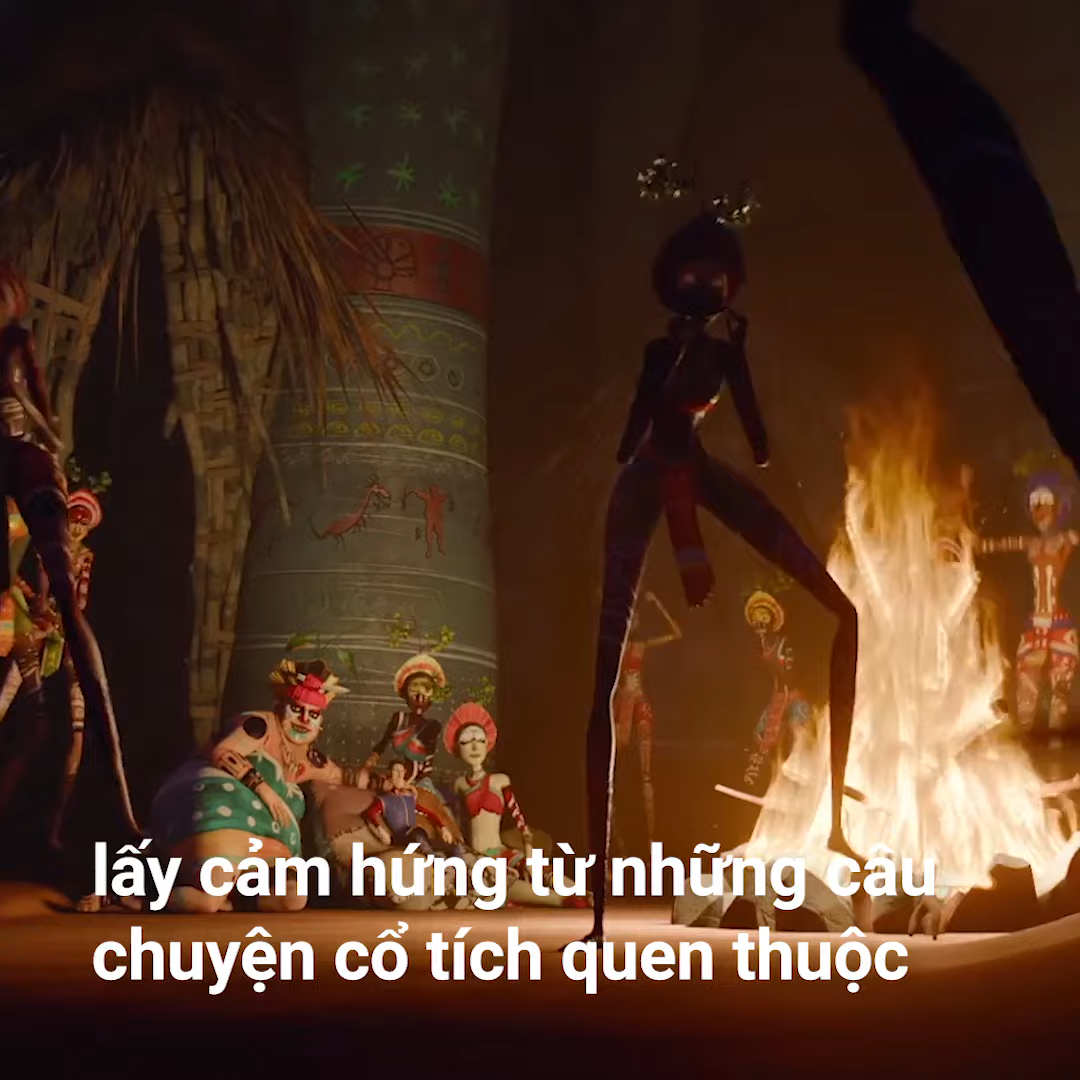 lấy cảm hứng từ những câu
chuyện cổ tích quen thuộc